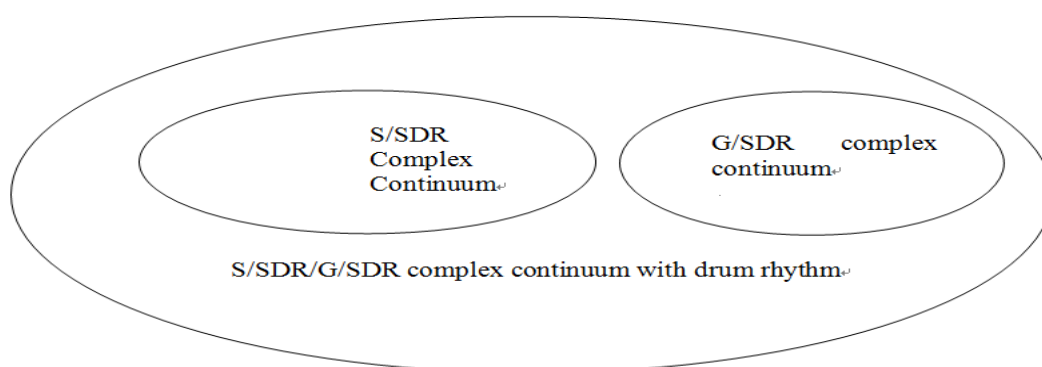 S/SDR
Complex
Continuum↵
G/SDR complex
continuum↵
S/SDR/G/SDR complex continuum with drum rhythm↵